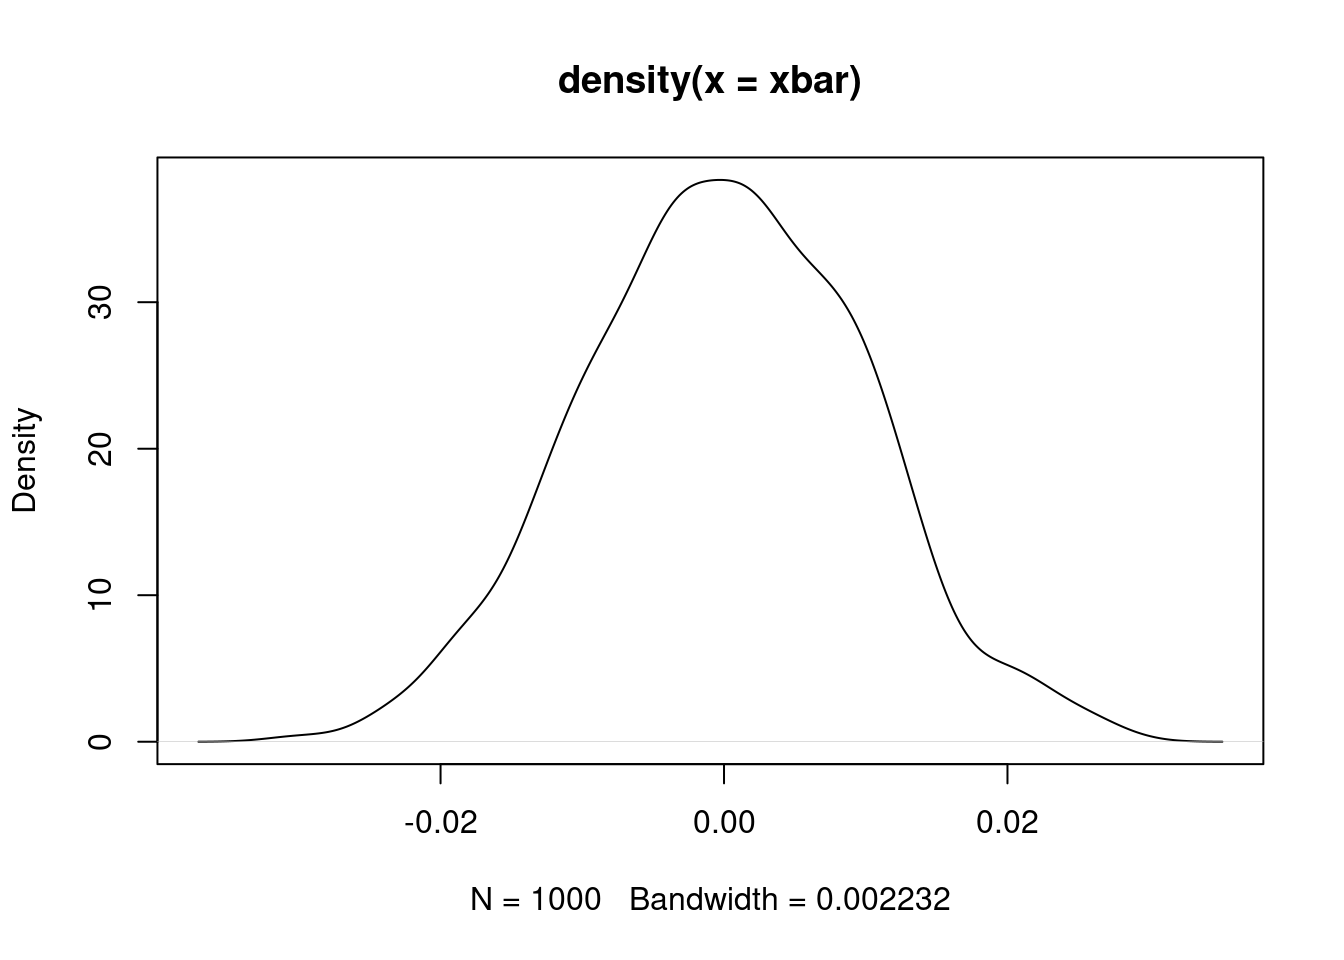 density(x = xbar)
Density
30
20
10
0
-0.02 0.00 0.02
N = 1000 Bandwidth = 0.002232